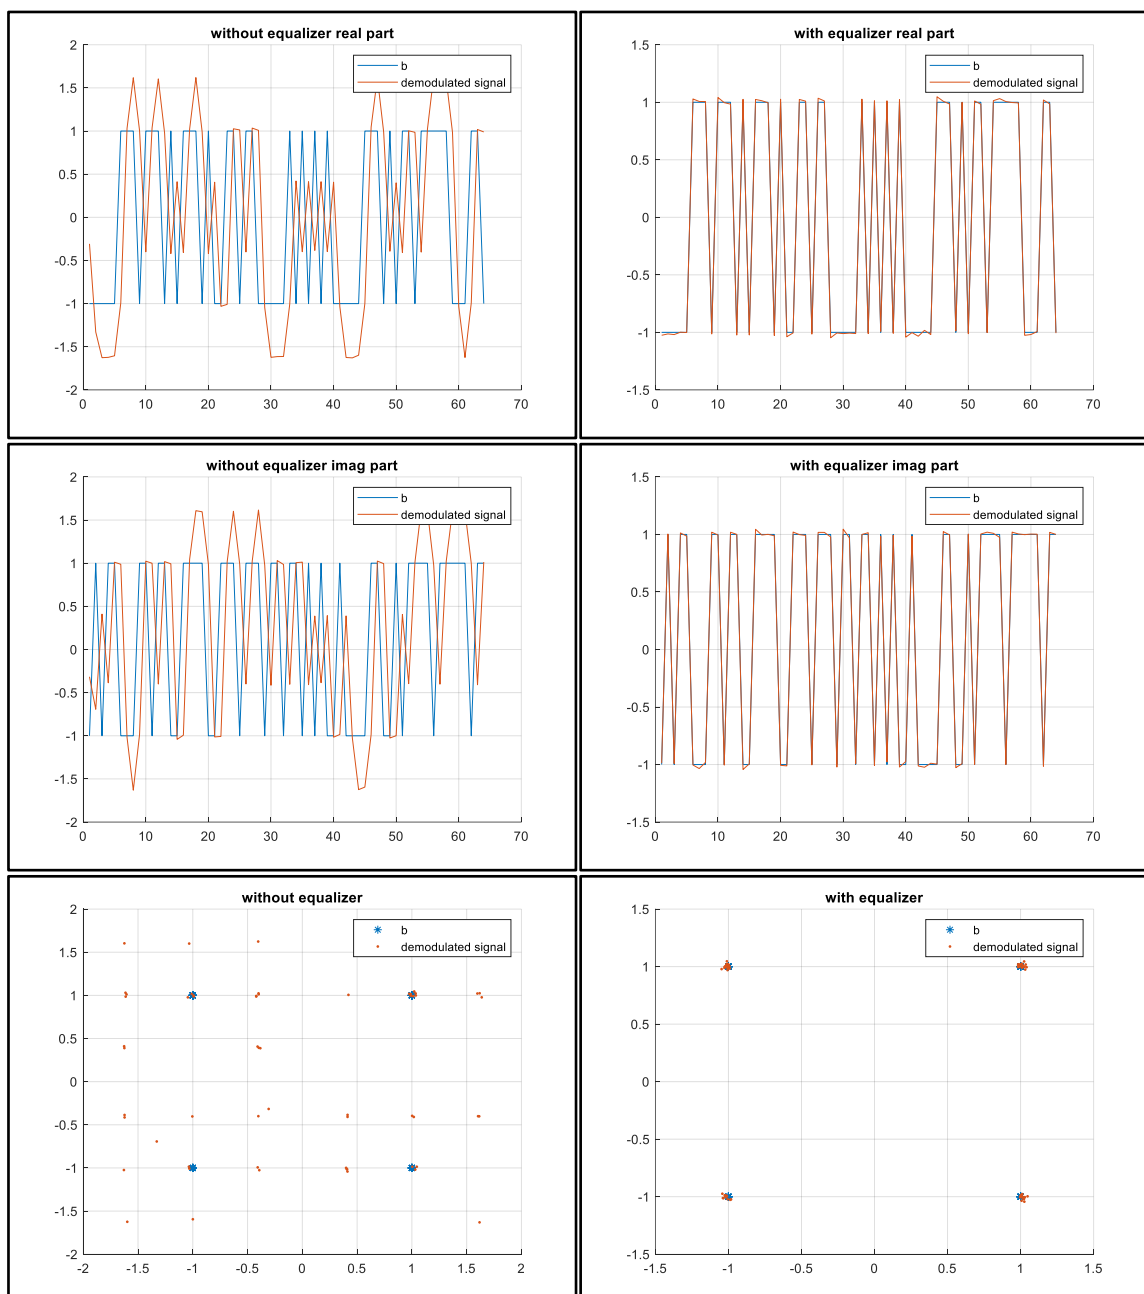 without equalizer real part
b
demodulated signal
2
1.5
1
0.5
0
-0.5
-1
-1.5
-2
0 10 20 30 40 50 60 70
with equalizer real part
b
demodulated signal
1.5
1
0.5
0
-0.5
-1
-1.5
0 10 20 30 40 50 60 70
without equalizer imag part
b
demodulated signal
2
1.5
1
0.5
0
-0.5
-1
-1.5
-2
0 10 20 30 40 50 60 70
with equalizer imag part
b
demodulated signal
1.5
1
0.5
0
-0.5
-1
-1.5
0 10 20 30 40 50 60 70
without equalizer
b
demodulated signal
2
1.5
1
0.5
0
-0.5
-1
-1.5
-2
-2 -1.5 -1 -0.5 0 0.5 1 1.5 2
with equalizer
b
demodulated signal
1.5
1
0.5
0
-0.5
-1
-1.5
-1.5 -1 -0.5 0 0.5 1 1.5